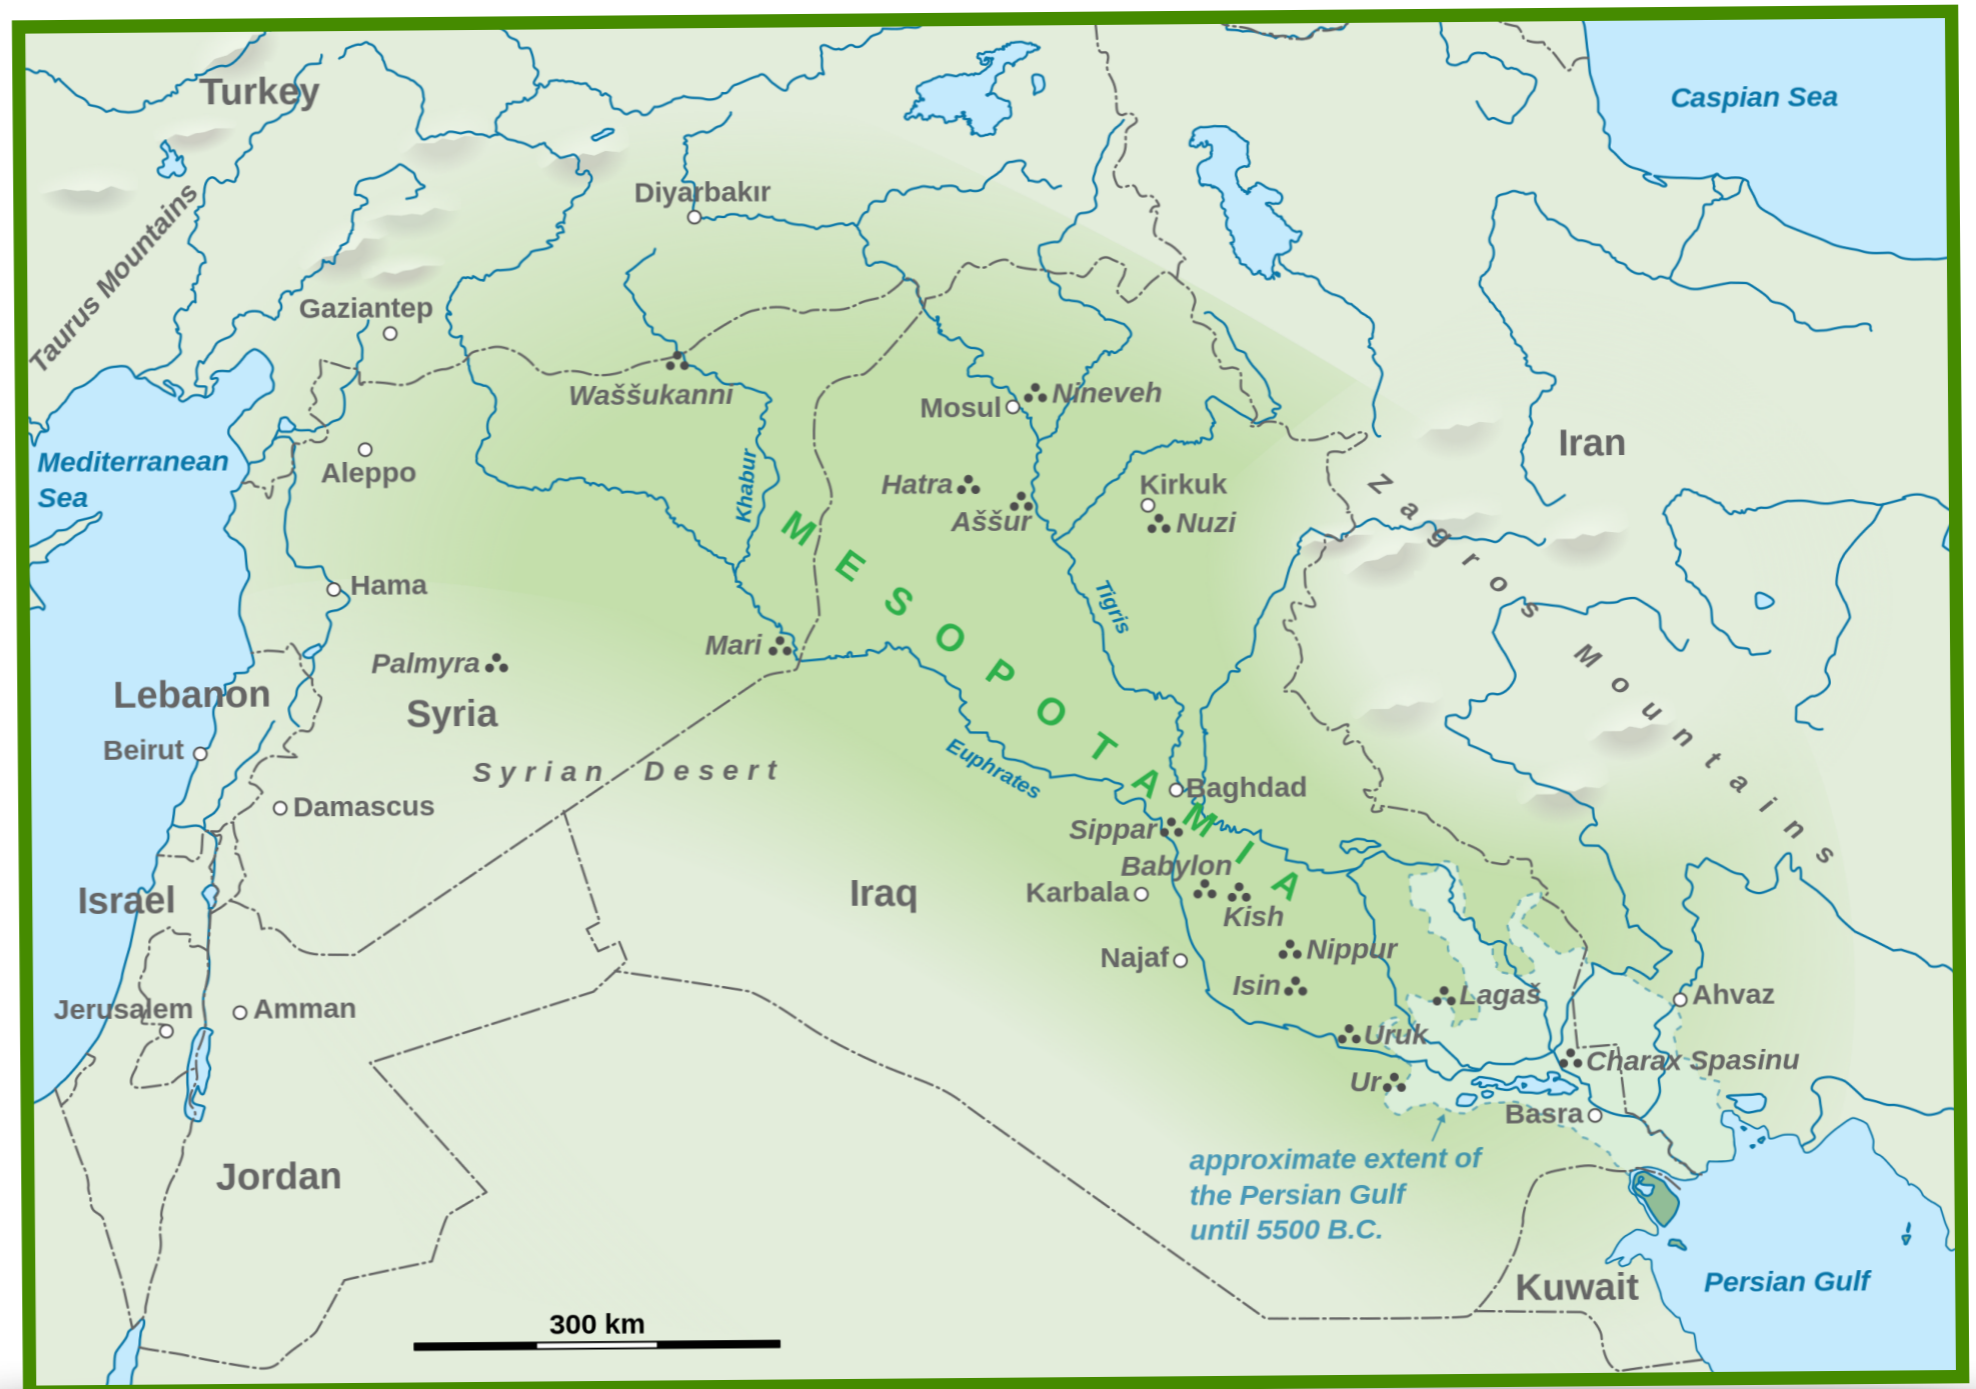 Turkey
Caspian Sea
Taurus Mountains
Diyarbakır
Gaziantep
Waššukanni
Mosul
Nineveh
Iran
Mediterranean
Sea
Aleppo
Khabur
Hatra
Aššur
Kirkuk
Nuzi
Zagros Mountains
MESOPOTAMIA
Hama
Tigris
Mari
Palmyra
Lebanon
Syria
Beirut
Syrian Desert
Euphrates
Baghdad
Damascus
Sippar
Babylon
Israel
Iraq
Karbala
Kish
Nippur
Najaf
Isin
Lagaš
Ahvaz
Jerusalem
Amman
Uruk
Charax Spasinu
Ur
Basra
approximate extent of
the Persian Gulf
until 5500 B.C.
Jordan
Kuwait
Persian Gulf
300 km